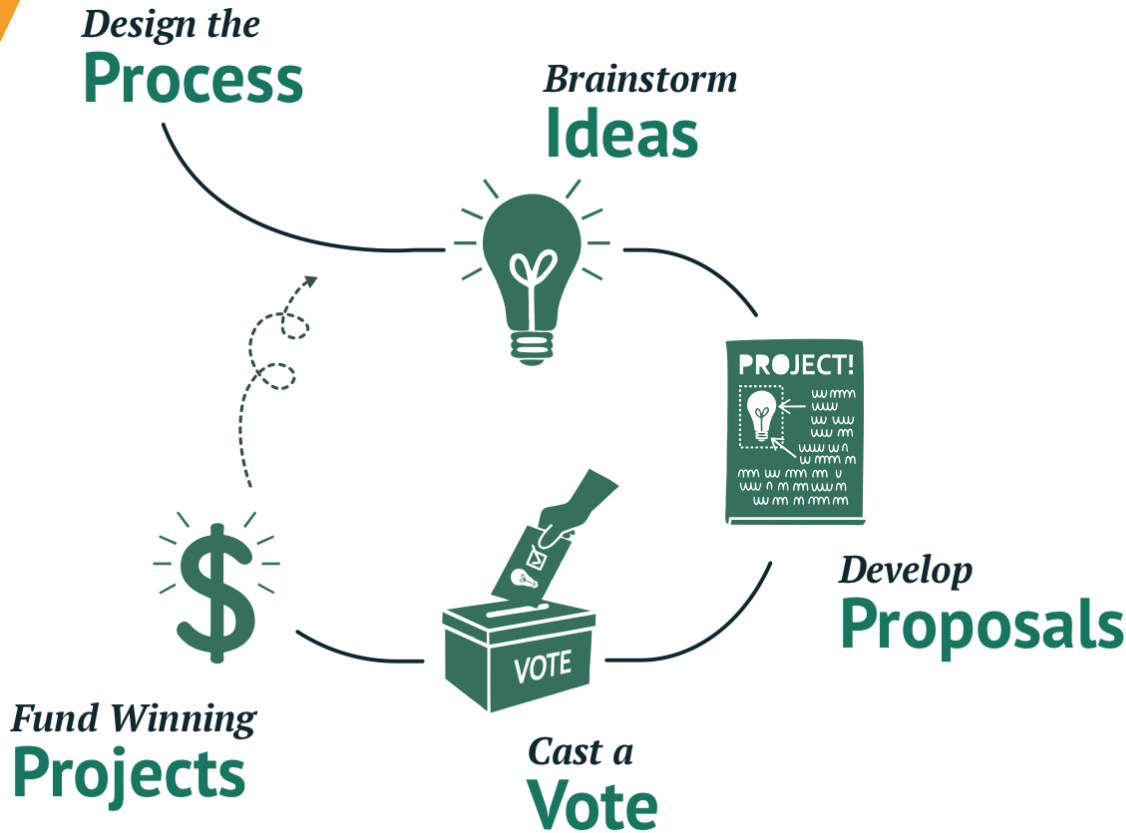 Design the
Process
Brainstorm
Ideas
PROJECT!
Develop
Proposals
VOTE
Cast a
Vote
Fund Winning
Projects